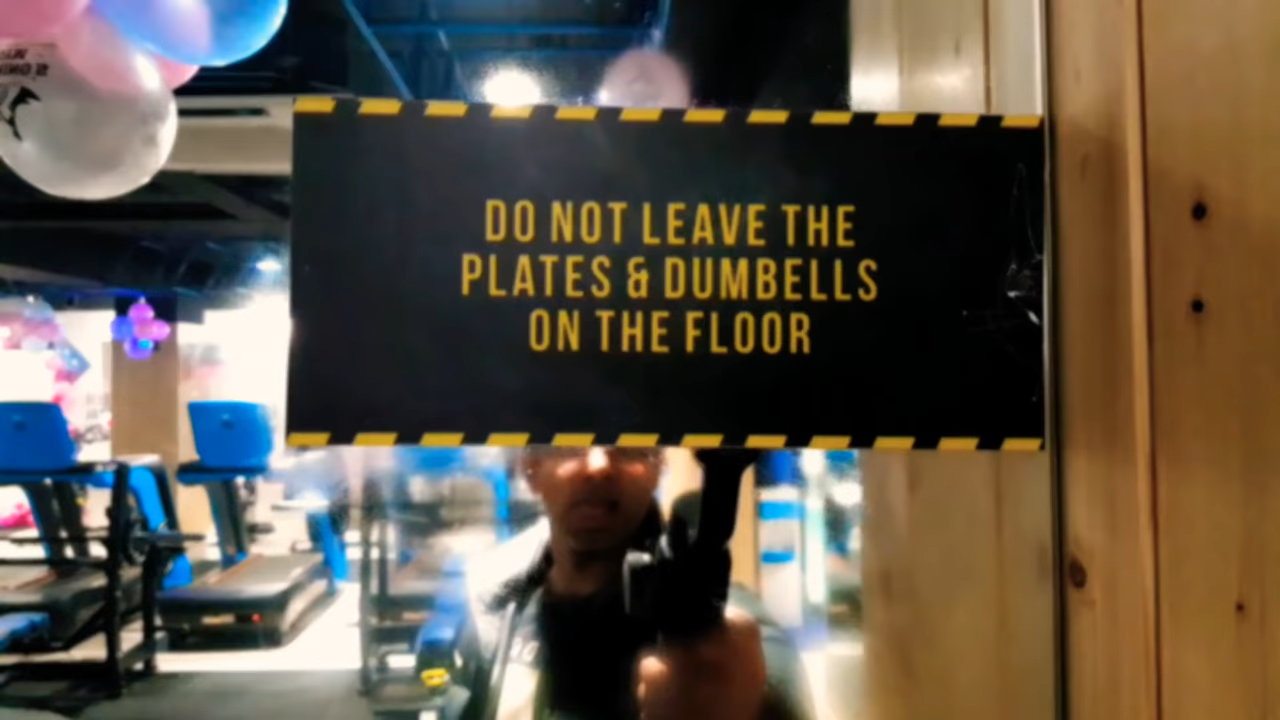 DO NOT LEAVE THE
PLATES & DUMBELLS
ON THE FLOOR